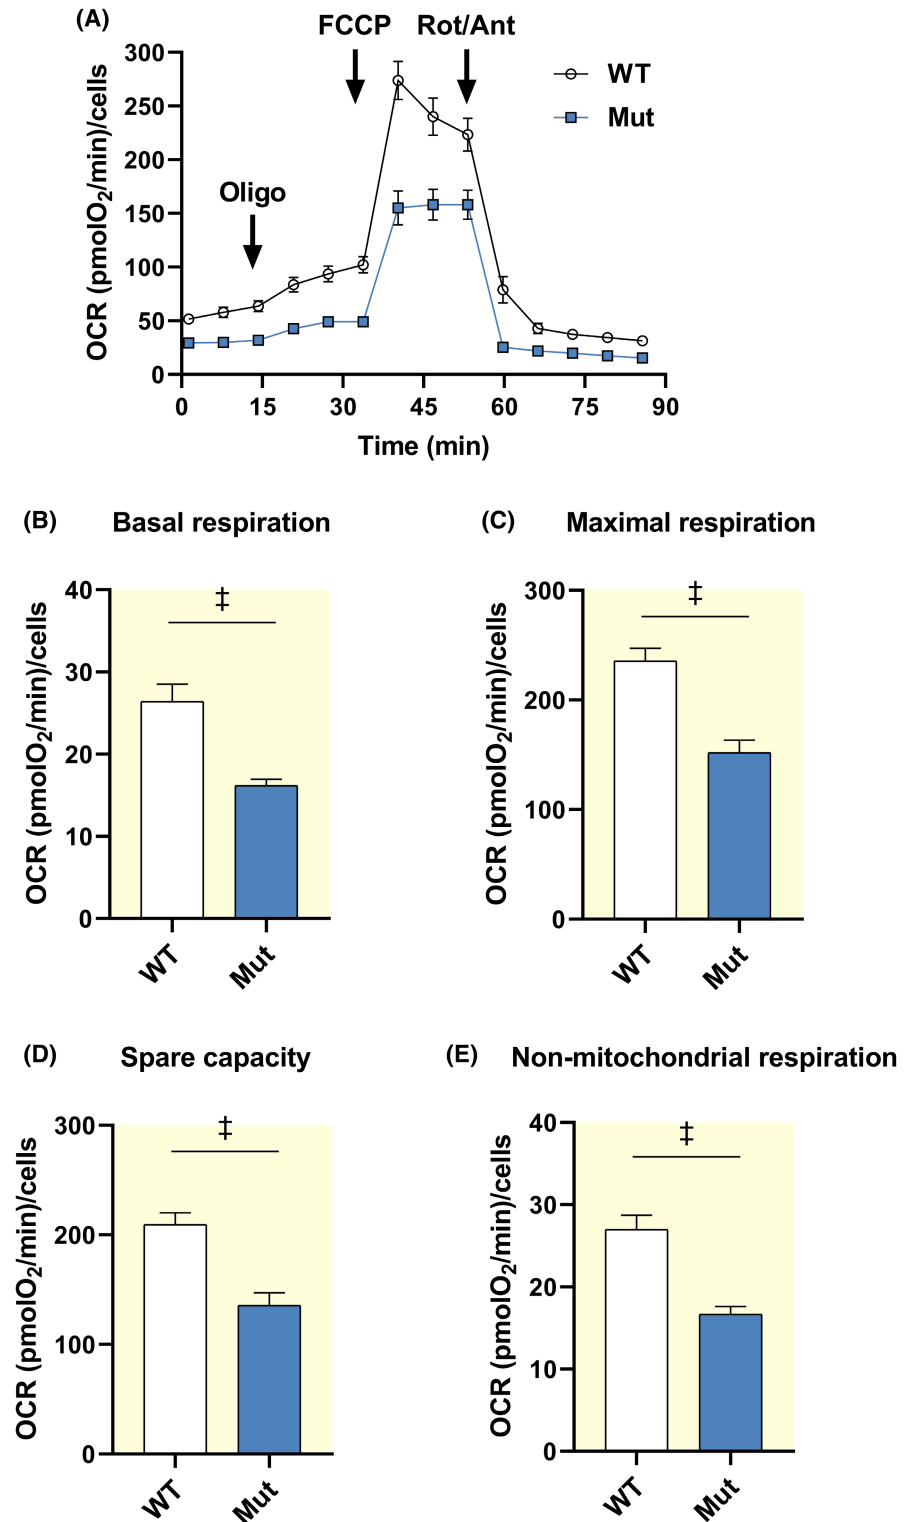 (A)
FCCP Rot/Ant
Oligo
WT
Mut
OCR (pmolO₂/min)/cells
300
250
200
150
100
50
0
0 15 30 45 60 75 90
Time (min)
(B) Basal respiration
OCR (pmolO₂/min)/cells
40
30
20
10
0
‡
WT Mut
(C) Maximal respiration
OCR (pmolO₂/min)/cells
300
200
100
0
‡
WT Mut
(D) Spare capacity
OCR (pmolO₂/min)/cells
300
200
100
0
‡
WT Mut
(E) Non-mitochondrial respiration
OCR (pmolO₂/min)/cells
40
30
20
10
0
‡
WT Mut